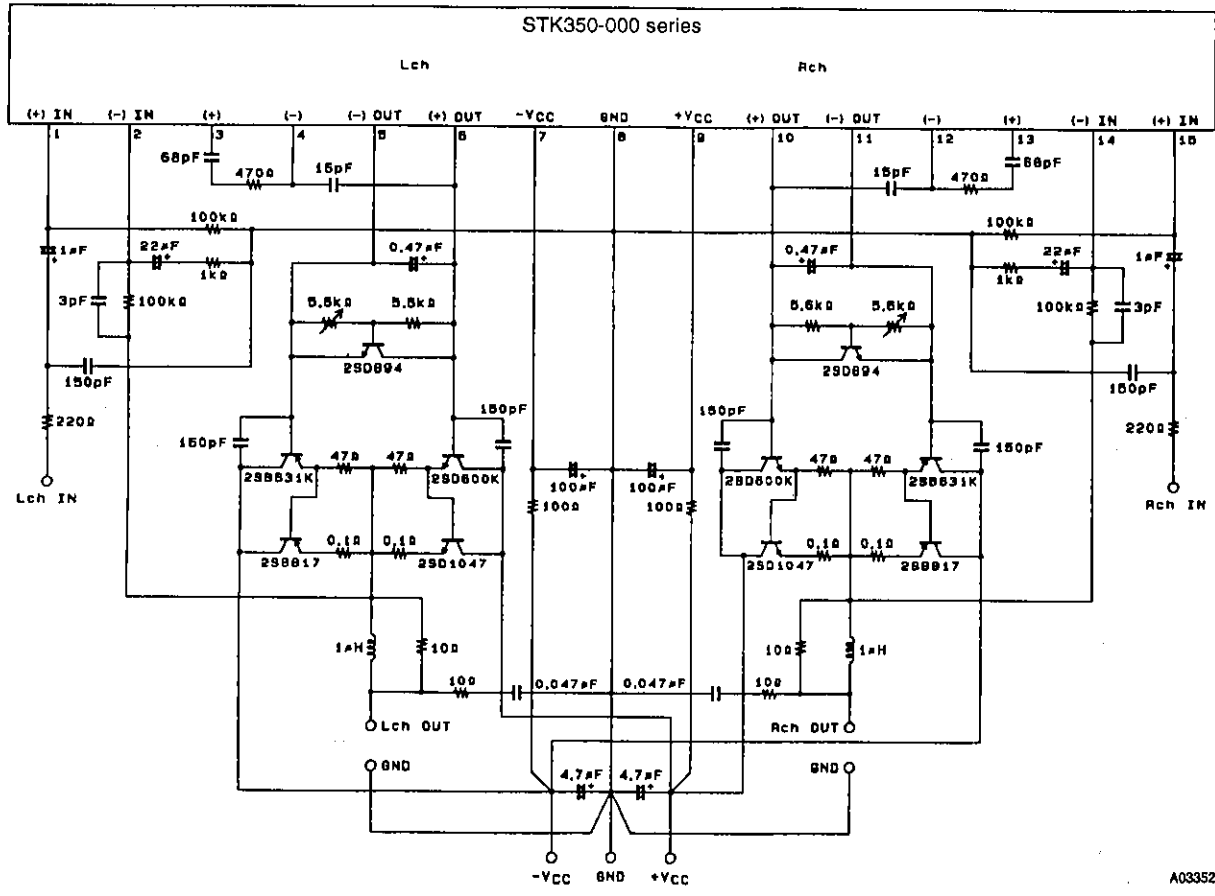 STK350-000 series
Lch Rch
(+) IN (-) IN (+) (-) (-) OUT (+) OUT -VCC GND +VCC (+) OUT (-) OUT (-) (+) (-) IN (+) IN
1 2 3 4 5 6 7 8 9 10 11 12 13 14 15
68pF 470Ω 15pF 15pF 470Ω 68pF
100kΩ 100kΩ
1µF 22µF + 1kΩ 0.47µF + 0.47µF + 1kΩ 22µF + 1µF
+ +
3pF 100kΩ 5.6kΩ 5.6kΩ 5.6kΩ 5.6kΩ 100kΩ 3pF
2SD894 2SD894
150pF 150pF
220Ω 150pF 150pF 150pF 150pF 220Ω
47Ω 47Ω 47Ω 47Ω
2SB631K 2SD600K 100µF + 100µF + 2SD600K 2SB631K
Lch IN 100Ω 100Ω Rch IN
0.1Ω 0.1Ω 0.1Ω 0.1Ω
2SB817 2SD1047 2SD1047 2SB817
1µH 10Ω 10Ω 1µH
10Ω 0.047µF 0.047µF 10Ω
Lch OUT Rch OUT
GND 4.7µF + 4.7µF + GND
-VCC GND +VCC
A03352